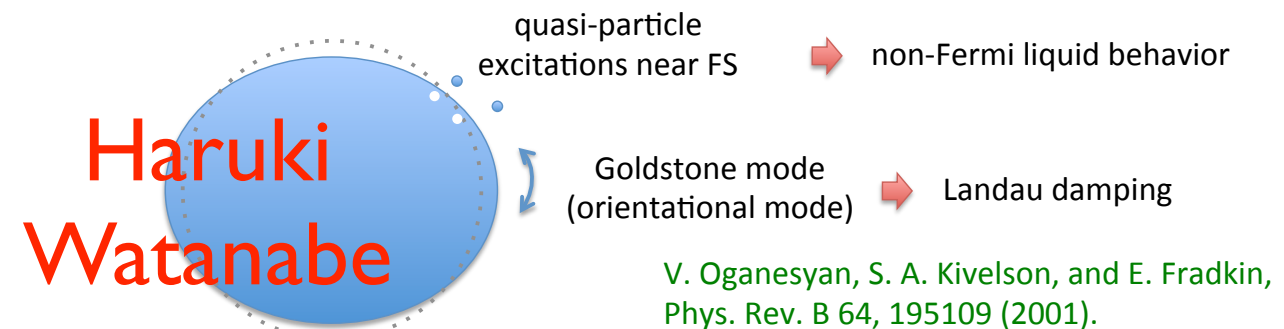 quasi-particle
excitations near FS
non-Fermi liquid behavior
Haruki
Watanabe
Goldstone mode
(orientational mode)
Landau damping
V. Oganesyan, S. A. Kivelson, and E. Fradkin,
Phys. Rev. B 64, 195109 (2001).